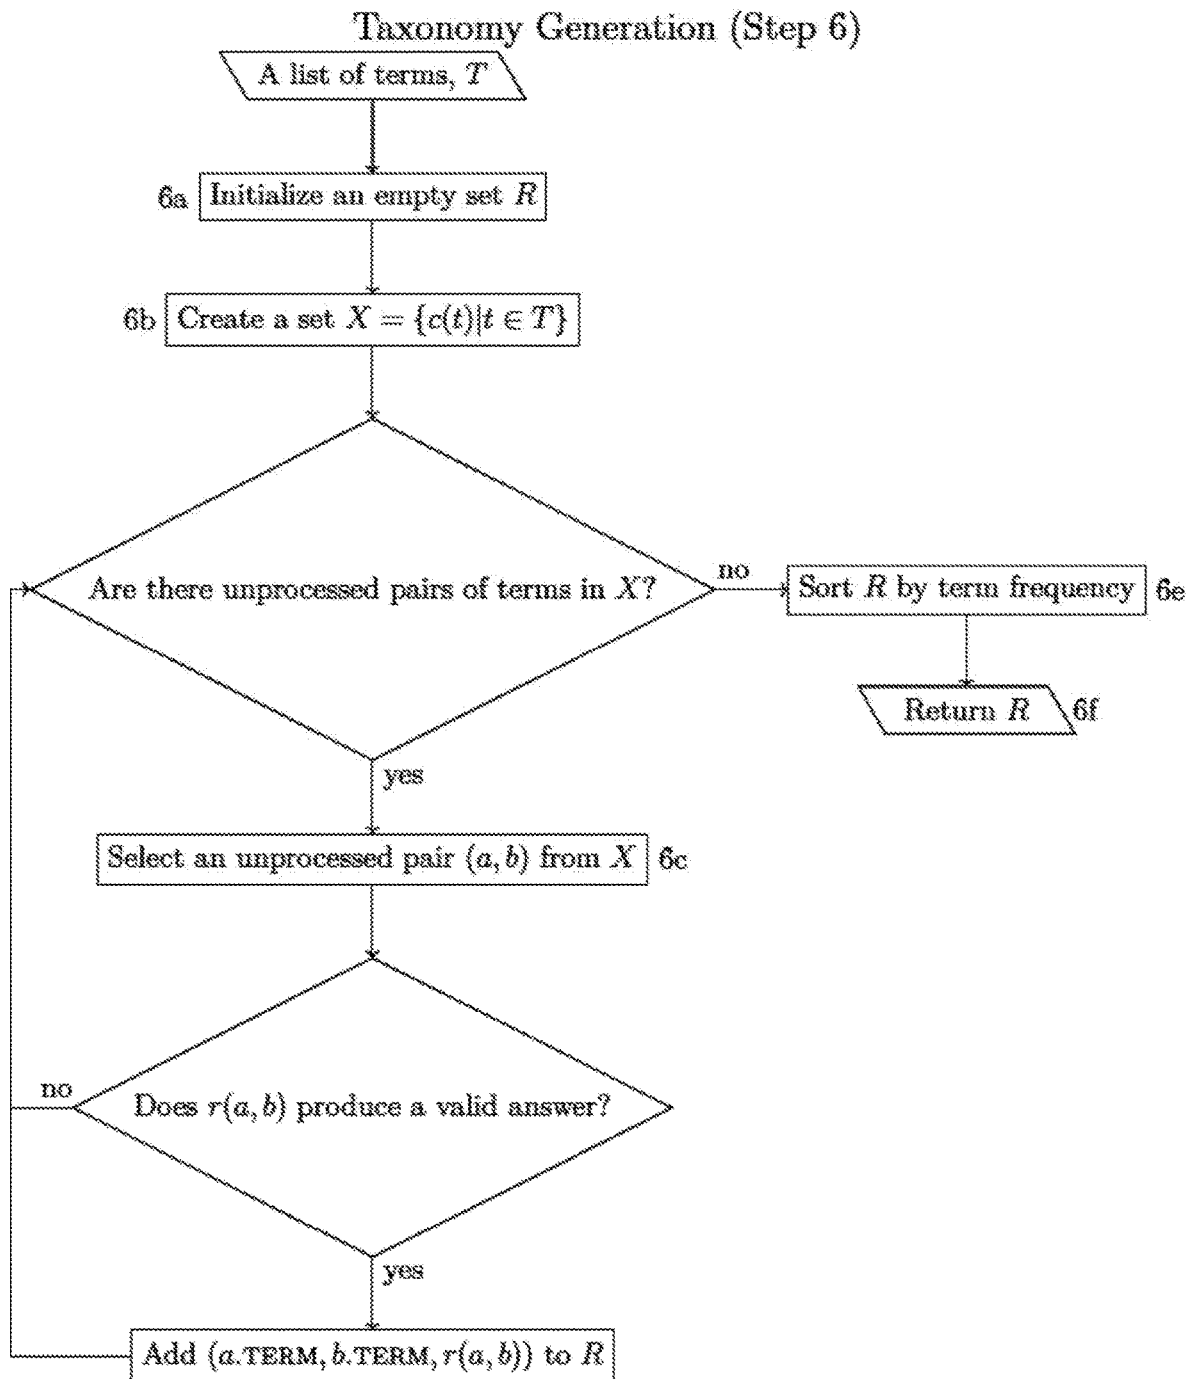 Taxonomy Generation (Step 6)
A list of terms, T
6a Initialize an empty set R
6b Create a set X = {c(t)|t ∈ T}
Are there unprocessed pairs of terms in X?
no
Sort R by term frequency 6e
Return R 6f
yes
Select an unprocessed pair (a, b) from X 6c
no
Does r(a, b) produce a valid answer?
yes
Add (a.TERM, b.TERM, r(a, b)) to R